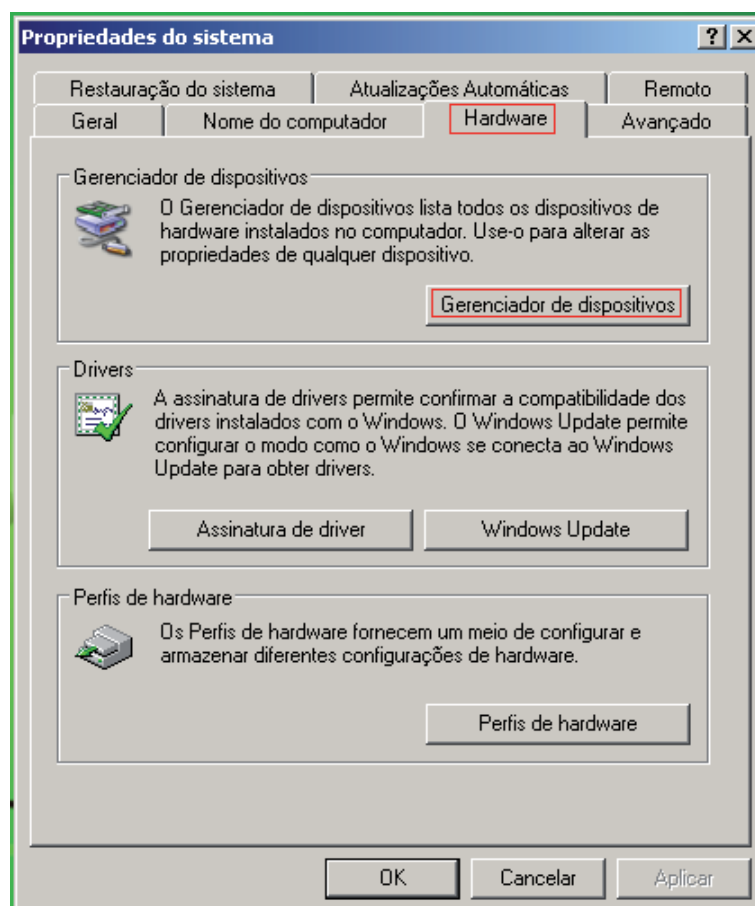 Propriedades do sistema
Restauração do sistema
Atualizações Automáticas
Remoto
Geral
Nome do computador
Hardware
Avançado
Gerenciador de dispositivos
O Gerenciador de dispositivos lista todos os dispositivos de
hardware instalados no computador. Use-o para alterar as
propriedades de qualquer dispositivo.
Gerenciador de dispositivos
Drivers
A assinatura de drivers permite confirmar a compatibilidade dos
drivers instalados com o Windows. O Windows Update permite
configurar o modo como o Windows se conecta ao Windows
Update para obter drivers.
Assinatura de driver
Windows Update
Perfis de hardware
Os Perfis de hardware fornecem um meio de configurar e
armazenar diferentes configurações de hardware.
Perfis de hardware
OK
Cancelar
Aplicar